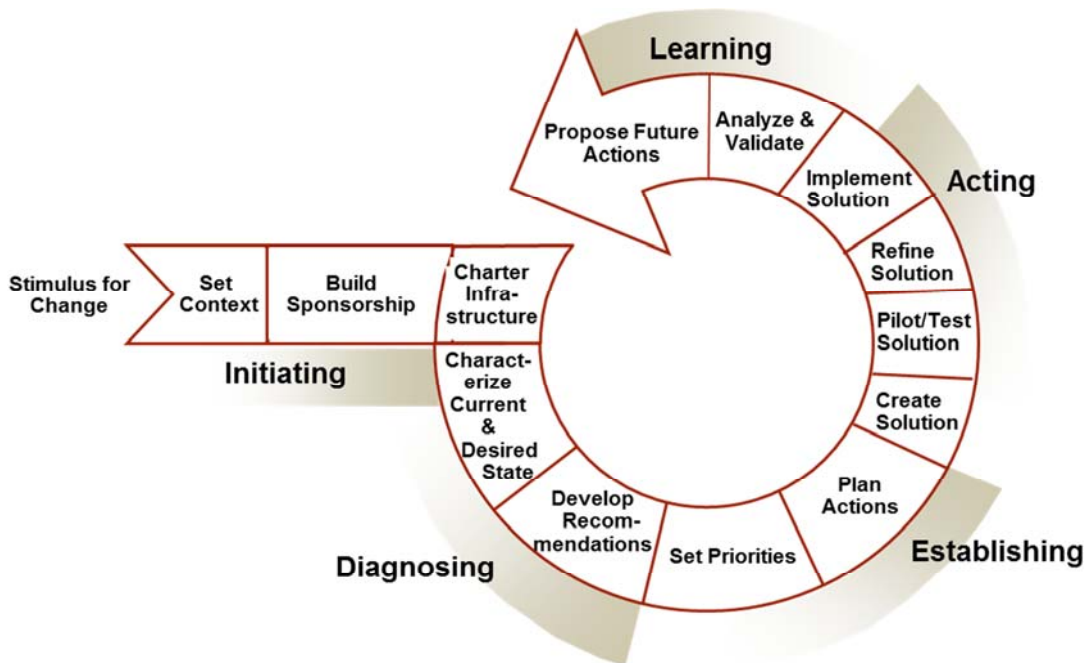 Stimulus for
Change
Set
Context
Build
Sponsorship
Charter
Infra-
structure
Initiating
Charact-
erize
Current
&
Desired
State
Develop
Recom-
mendations
Diagnosing
Set Priorities
Plan
Actions
Establishing
Create
Solution
Pilot/Test
Solution
Refine
Solution
Implement
Solution
Acting
Analyze &
Validate
Propose Future
Actions
Learning